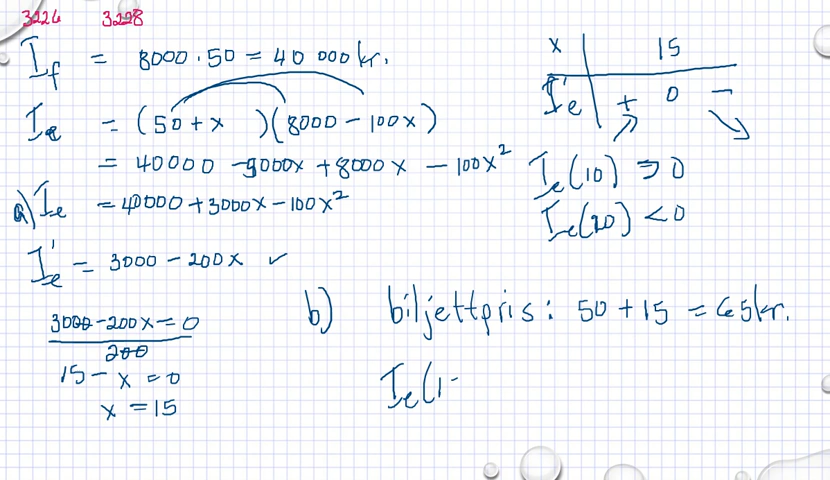 3226 3228
I_f = 8000 · 50 = 40 000 kr.
I_e = (50 + x )(8000 - 100x)
= 40000 - 5000x + 8000x - 100x²
a) I_e = 40000 + 3000x - 100x²
I_e' = 3000 - 200x ✓
3000 - 200x = 0
200
15 - x = 0
x = 15
x 15
I_e' + 0 -
I_e(10) > 0
I_e(20) < 0
b) biljettpris: 50 + 15 = 65kr.
I_e(1